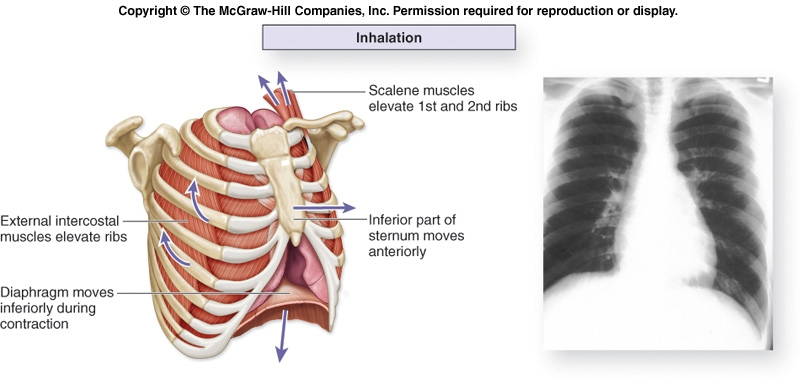 Copyright © The McGraw-Hill Companies, Inc. Permission required for reproduction or display.
Inhalation
Scalene muscles
elevate 1st and 2nd ribs
External intercostal
muscles elevate ribs
Inferior part of
sternum moves
anteriorly
Diaphragm moves
inferiorly during
contraction